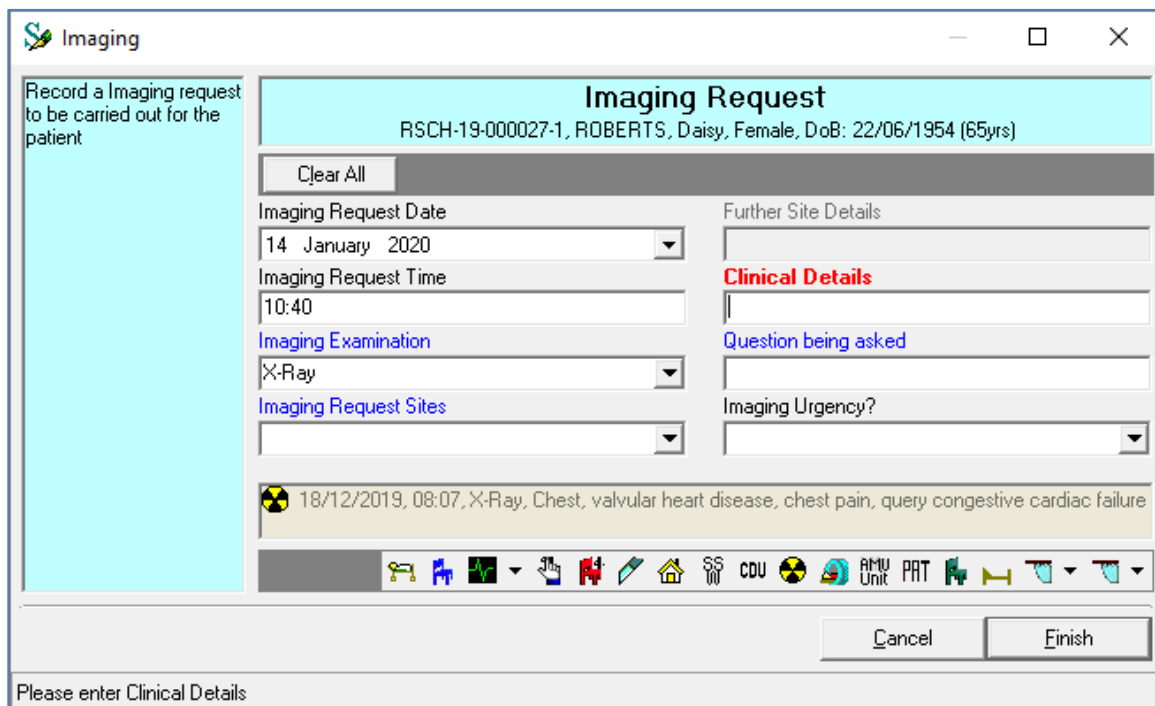 Imaging
Record a Imaging request
to be carried out for the
patient
Imaging Request
RSCH-19-000027-1, ROBERTS, Daisy, Female, DoB: 22/06/1954 (65yrs)
Clear All
Imaging Request Date
14 January 2020
Imaging Request Time
10:40
Imaging Examination
X-Ray
Imaging Request Sites
Further Site Details
Clinical Details
Question being asked
Imaging Urgency?
18/12/2019, 08:07, X-Ray, Chest, valvular heart disease, chest pain, query congestive cardiac failure
SS W CDU AMU Unit PAT
Cancel
Finish
Please enter Clinical Details